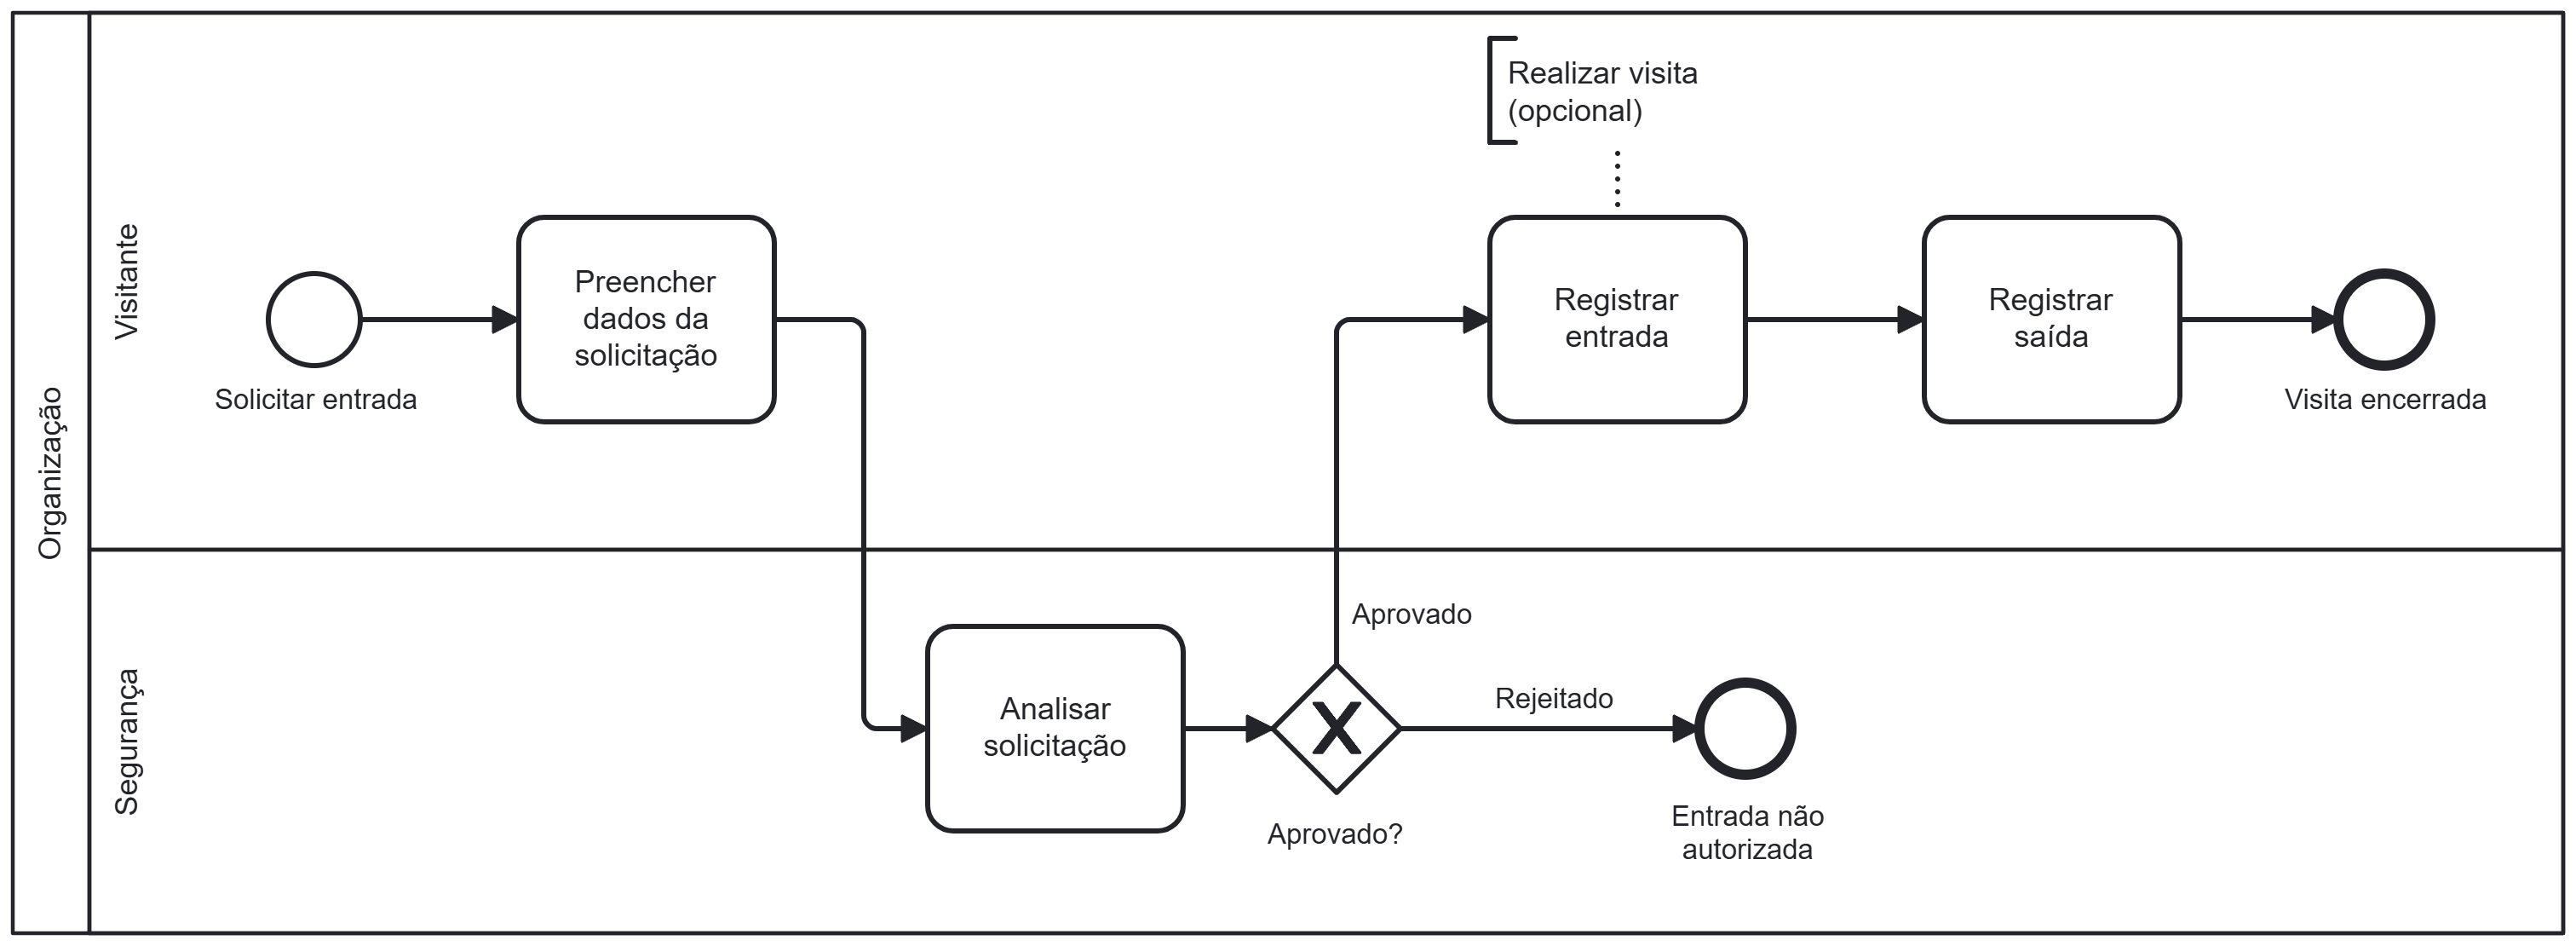 Organização
Visitante
Solicitar entrada
Preencher
dados da
solicitação
Realizar visita
(opcional)
Registrar
entrada
Registrar
saída
Visita encerrada
Segurança
Analisar
solicitação
Aprovado?
Aprovado
Rejeitado
Entrada não
autorizada